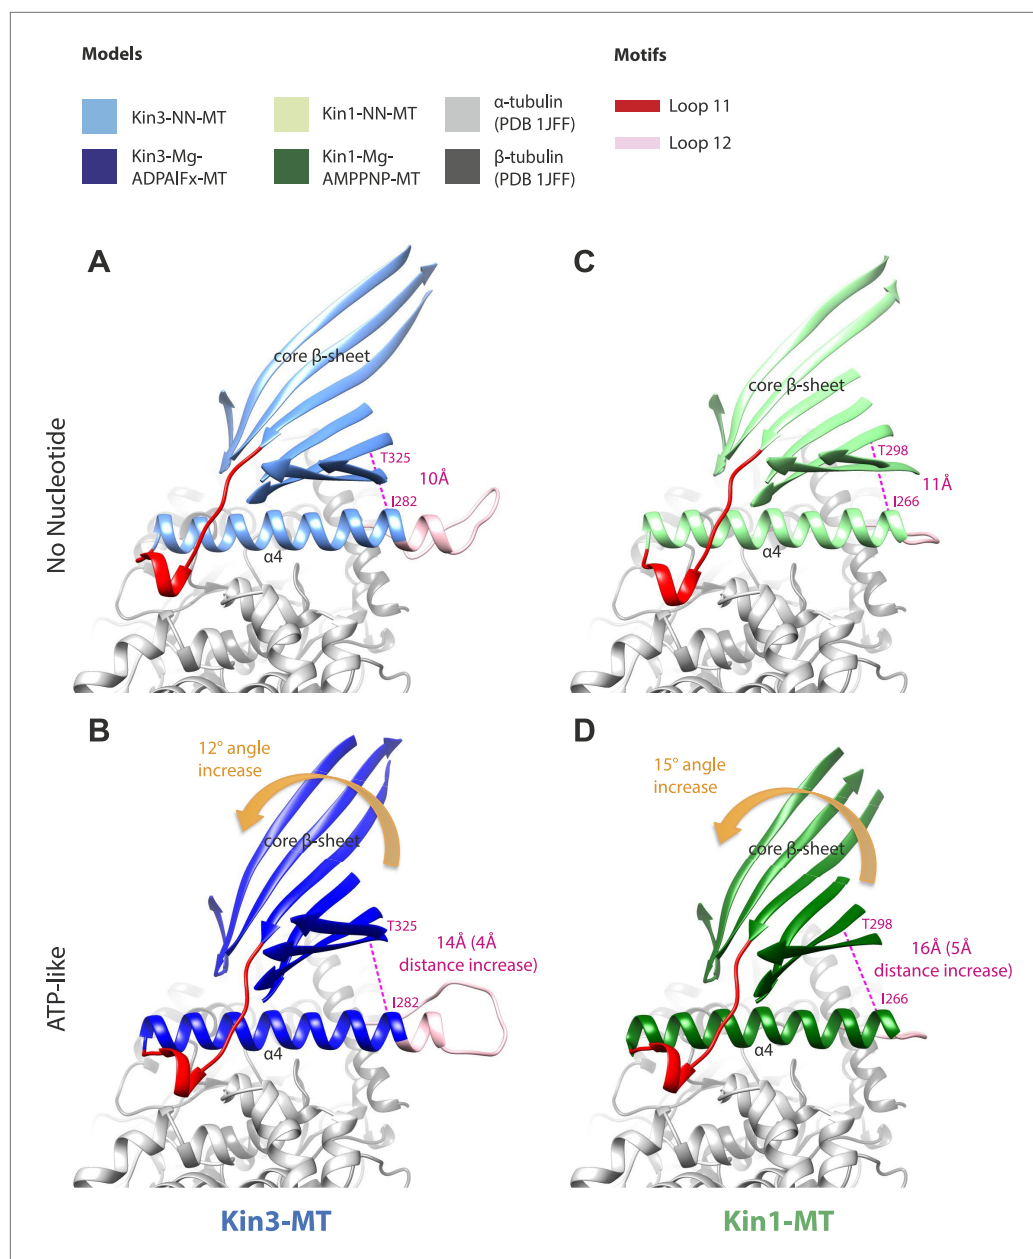 Models
Motifs
Kin3-NN-MT
Kin1-NN-MT
α-tubulin
(PDB 1JFF)
Loop 11
Kin3-Mg-
ADPAlFx-MT
Kin1-Mg-
AMPPNP-MT
β-tubulin
(PDB 1JFF)
Loop 12
No Nucleotide
A
core β-sheet
T325
10Å
I282
α4
C
core β-sheet
T298
11Å
I266
α4
ATP-like
B
12° angle
increase
core β-sheet
T325
14Å (4Å
distance increase)
I282
α4
D
15° angle
increase
core β-sheet
T298
16Å (5Å
distance increase)
I266
α4
Kin3-MT
Kin1-MT